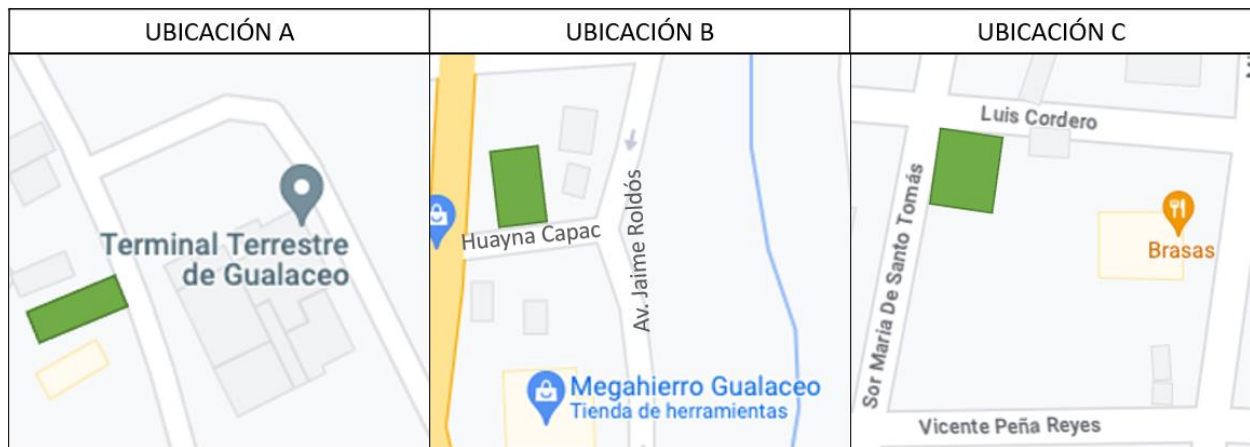 UBICACIÓN A
UBICACIÓN B
UBICACIÓN C
Terminal Terrestre
de Gualaceo
Huayna Capac
Av. Jaime Roldós
Megahierro Gualaceo
Tienda de herramientas
Luis Cordero
Sor Maria De Santo Tomás
Brasas
Vicente Peña Reyes